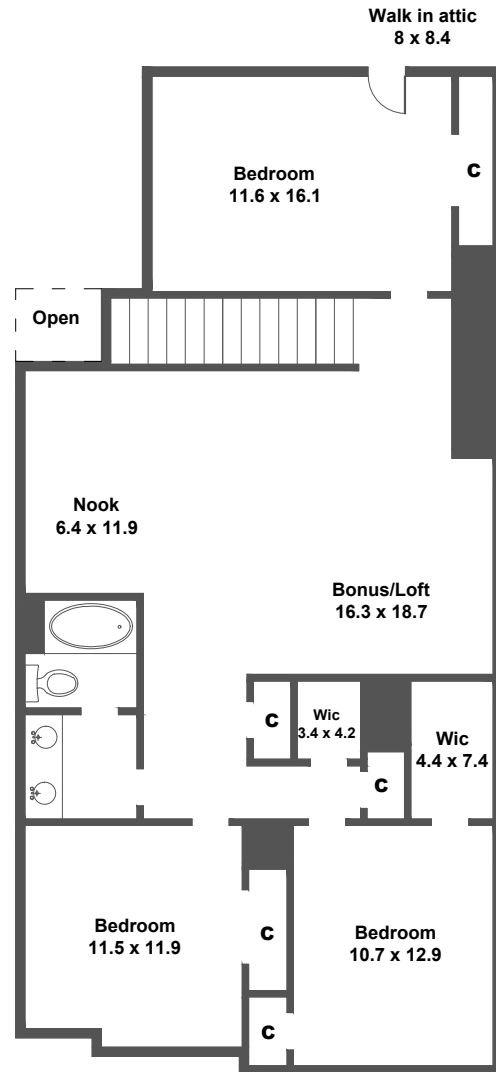 Walk in attic
8 x 8.4
Bedroom
11.6 x 16.1
C
Open
Nook
6.4 x 11.9
Bonus/Loft
16.3 x 18.7
C
Wic
3.4 x 4.2
Wic
4.4 x 7.4
C
Bedroom
11.5 x 11.9
C
Bedroom
10.7 x 12.9
C